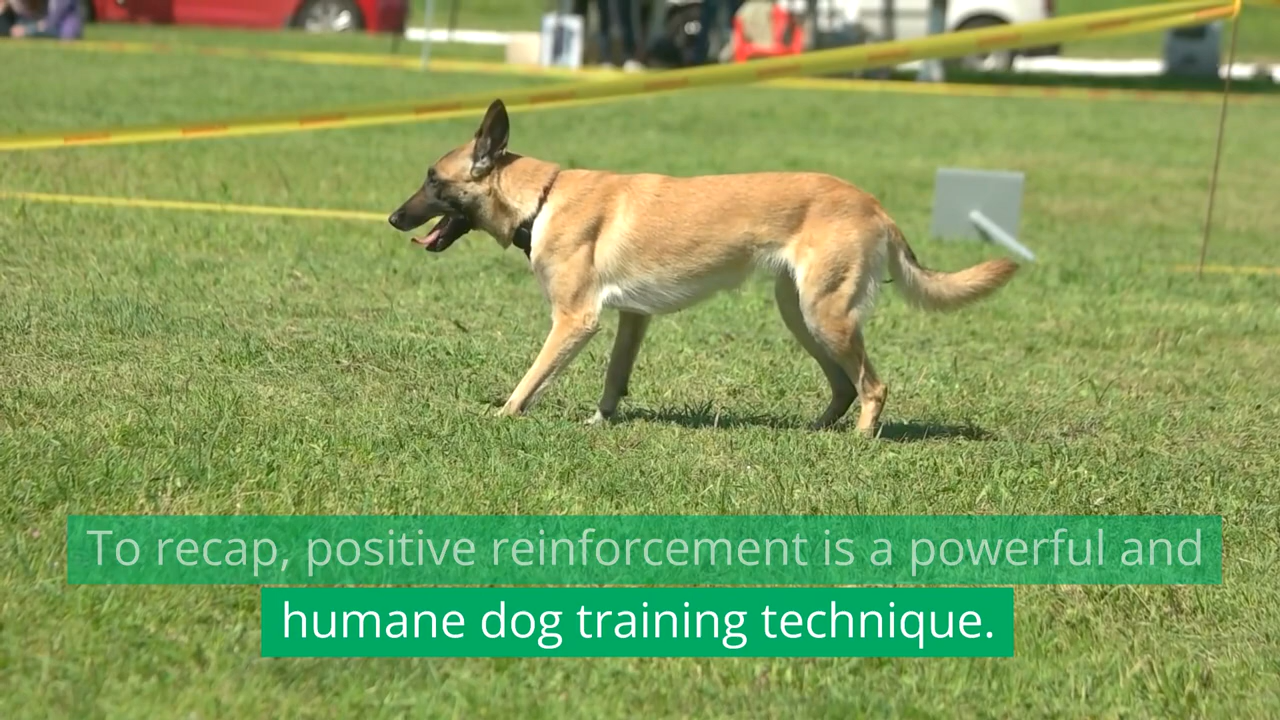 To recap, positive reinforcement is a powerful and
humane dog training technique.